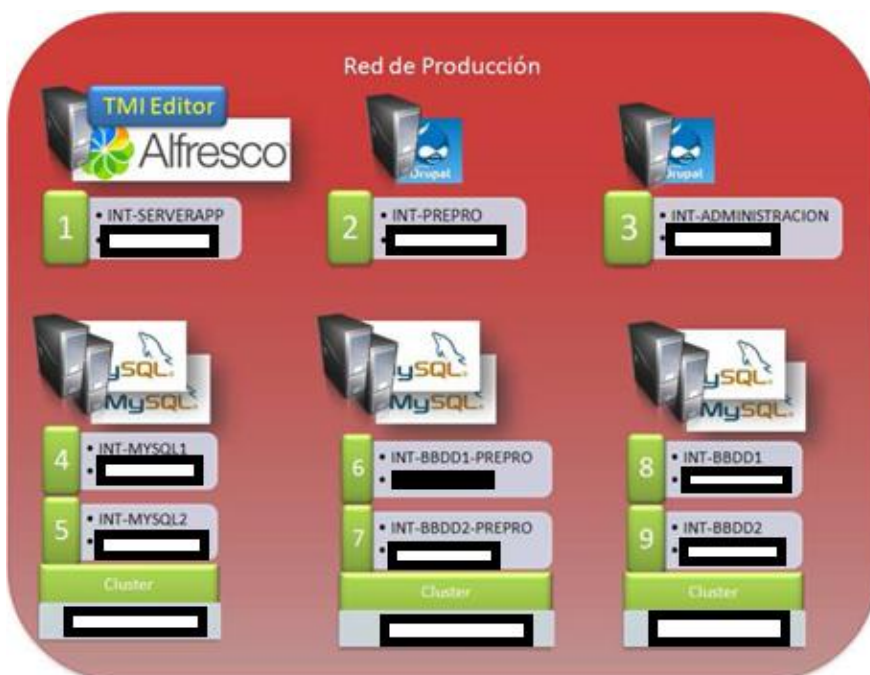 Red de Producción
TMI Editor
Alfresco
Drupal
Drupal
1
• INT-SERVERAPP
2
• INT-PREPRO
3
• INT-ADMINISTRACION
MySQL
MySQL
MySQL
MySQL
MySQL
MySQL
4
• INT-MYSQL1
5
• INT-MYSQL2
Cluster
6
• INT-BBDD1-PREPRO
7
• INT-BBDD2-PREPRO
Cluster
8
• INT-BBDD1
9
• INT-BBDD2
Cluster